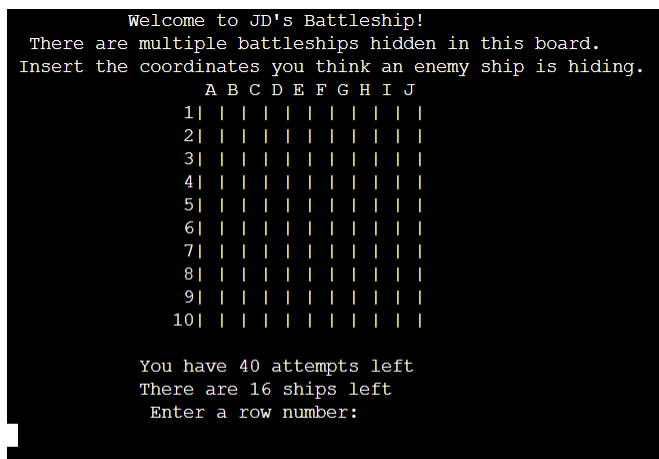 Welcome to JD's Battleship!
There are multiple battleships hidden in this board.
Insert the coordinates you think an enemy ship is hiding.
A B C D E F G H I J
1| | | | | | | | | | |
2| | | | | | | | | | |
3| | | | | | | | | | |
4| | | | | | | | | | |
5| | | | | | | | | | |
6| | | | | | | | | | |
7| | | | | | | | | | |
8| | | | | | | | | | |
9| | | | | | | | | | |
10| | | | | | | | | | |
You have 40 attempts left
There are 16 ships left
Enter a row number: